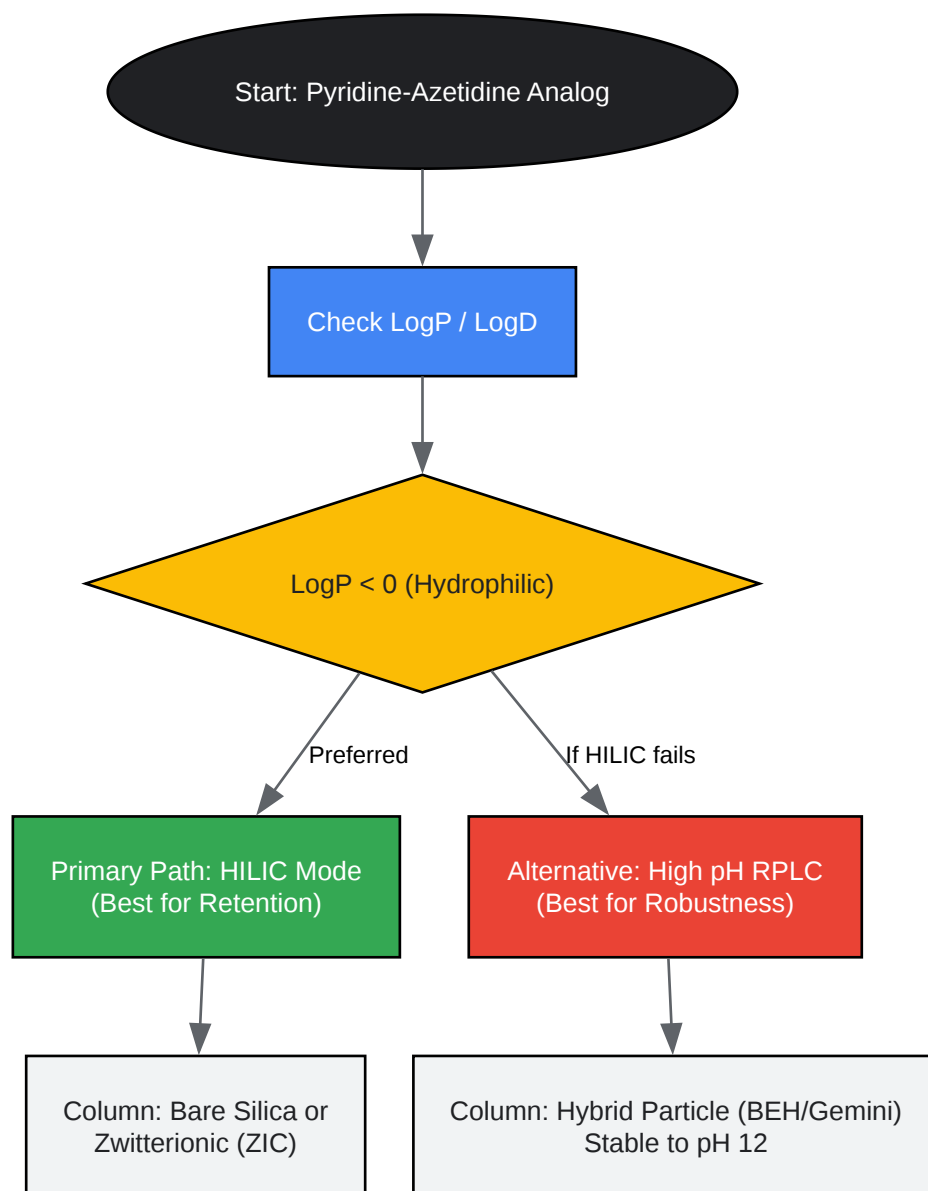 Start: Pyridine-Azetidine Analog
Check LogP / LogD
LogP < 0 (Hydrophilic)
Preferred
If HILIC fails
Primary Path: HILIC Mode
(Best for Retention)
Alternative: High pH RPLC
(Best for Robustness)
Column: Bare Silica or
Zwitterionic (ZIC)
Column: Hybrid Particle (BEH/Gemini)
Stable to pH 12